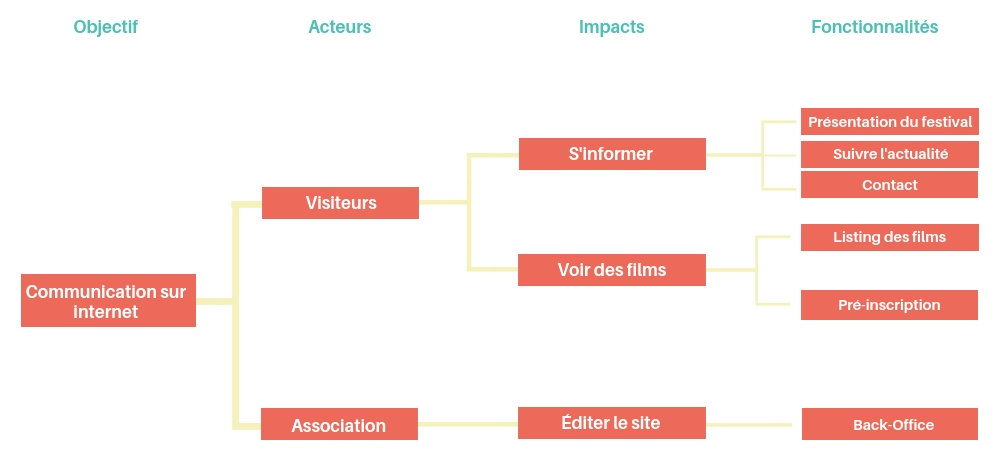 Objectif
Acteurs
Impacts
Fonctionnalités
Présentation du festival
S'informer
Suivre l'actualité
Contact
Visiteurs
Listing des films
Voir des films
Communication sur
internet
Pré-inscription
Association
Éditer le site
Back-Office